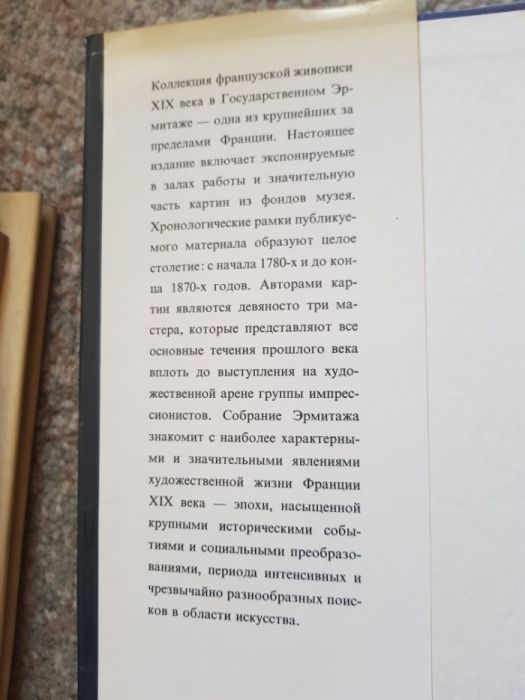 Коллекция французской живописи
XIX века в Государственном Эр-
митаже — одна из крупнейших за
пределами Франции. Настоящее
издание включает экспонируемые
в залах работы и значительную
часть картин из фондов музея.
Хронологические рамки публикуе-
мого материала образуют целое
столетие: с начала 1780-х и до кон-
ца 1870-х годов. Авторами кар-
тин являются девяносто три ма-
стера, которые представляют все
основные течения прошлого века
вплоть до выступления на худо-
жественной арене группы импрес-
сионистов. Собрание Эрмитажа
знакомит с наиболее характерны-
ми и значительными явлениями
художественной жизни Франции
XIX века — эпохи, насыщенной
крупными историческими собы-
тиями и социальными преобразо-
ваниями, периода интенсивных и
чрезвычайно разнообразных поис-
ков в области искусства.